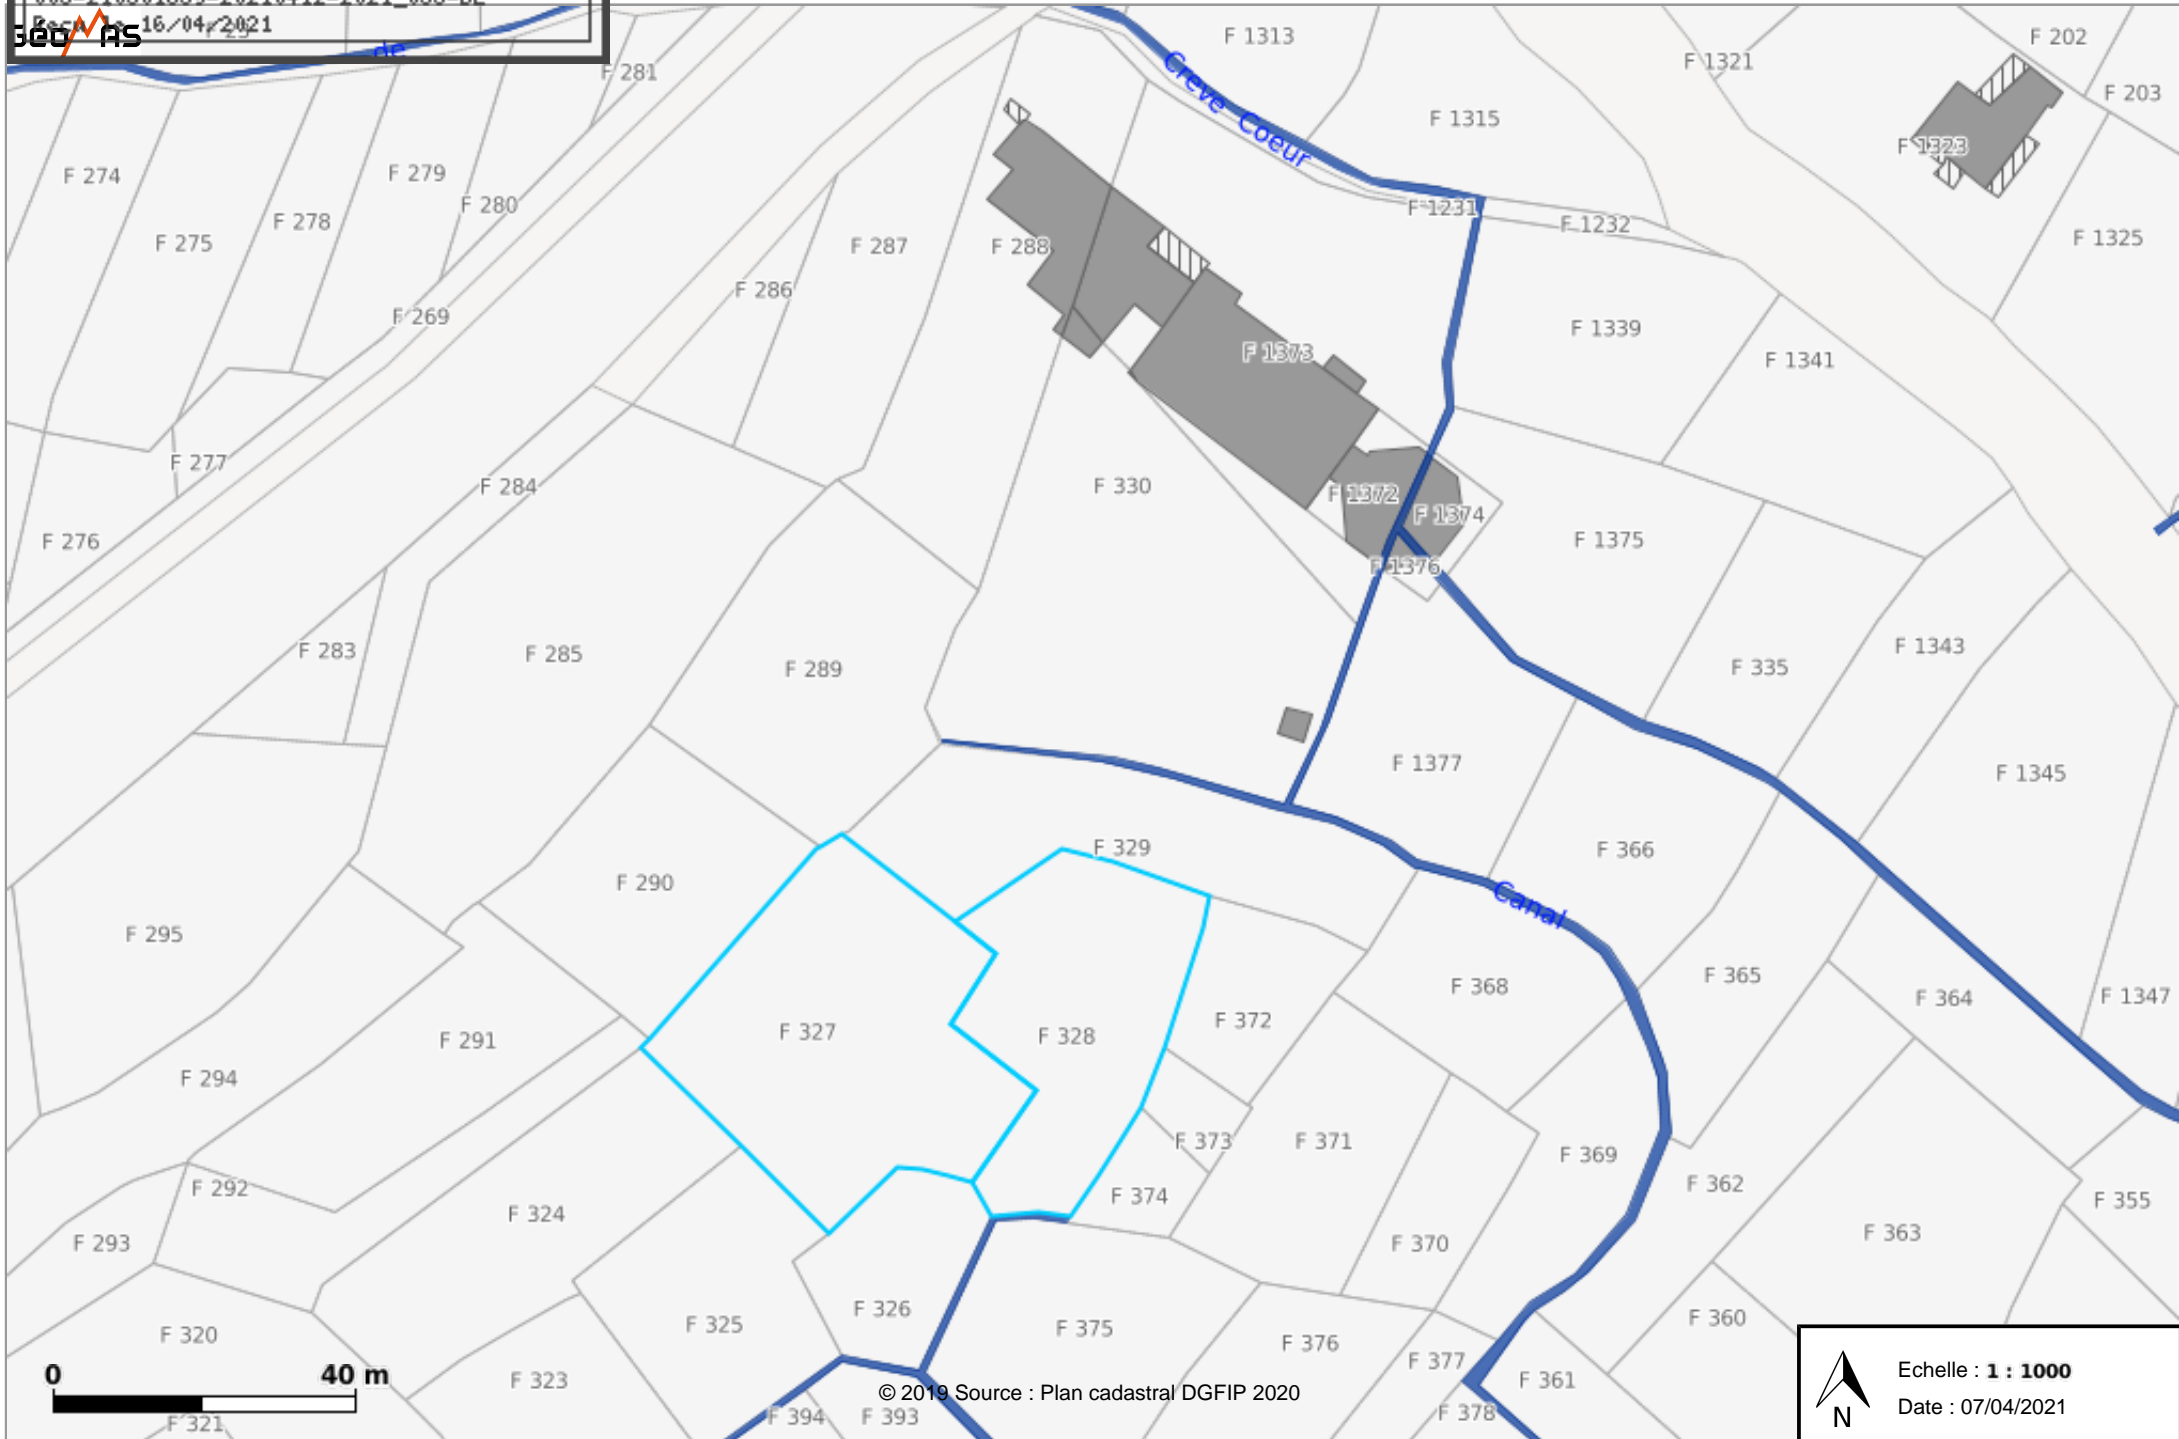 Reçu le 16/04/2021
GéoMAS
de
F 281
F 1313
Creve Coeur
F 1321
F 202
F 203
F 1315
F 1323
F 274
F 279
F 280
F 278
F 275
F 287
F 288
F 1231
F 1232
F 1325
F 286
F 269
F 1373
F 1339
F 1341
F 277
F 284
F 330
F 1372
F 1374
F 276
F 1375
F 1376
F 283
F 285
F 289
F 335
F 1343
F 1377
F 1345
F 329
F 366
F 290
Canal
F 295
F 365
F 368
F 364
F 1347
F 372
F 327
F 328
F 291
F 294
F 373
F 371
F 369
F 292
F 374
F 362
F 355
F 324
F 293
F 370
F 363
F 326
F 325
F 375
F 376
F 360
F 320
F 377
F 361
F 323
0 40 m
F 321
F 394
F 393
F 378
© 2019 Source : Plan cadastral DGFIP 2020
Echelle : 1 : 1000
Date : 07/04/2021
N